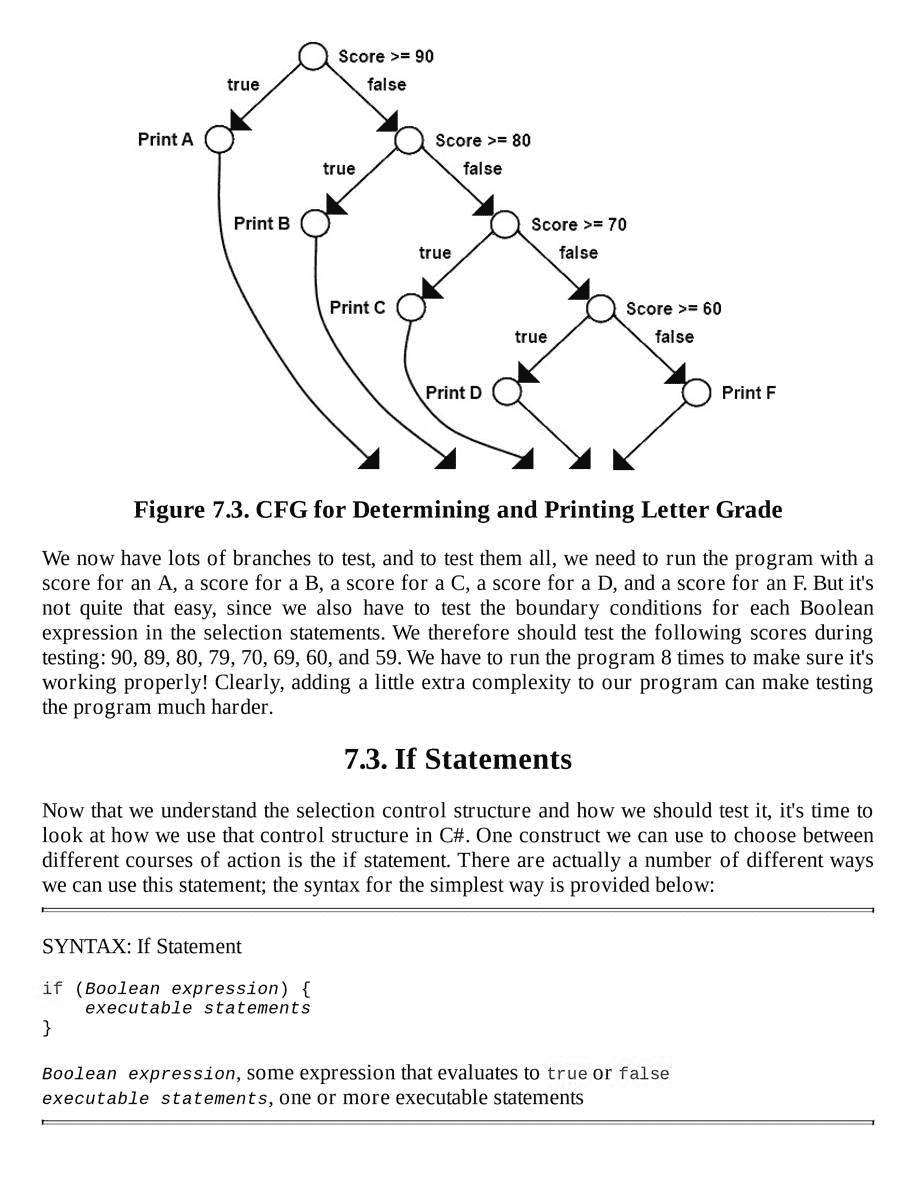 Score >= 90
true
false
Print A
Score >= 80
true
false
Print B
Score >= 70
true
false
Print C
Score >= 60
true
false
Print D
Print F
Figure 7.3. CFG for Determining and Printing Letter Grade
We now have lots of branches to test, and to test them all, we need to run the program with a
score for an A, a score for a B, a score for a C, a score for a D, and a score for an F. But it's
not quite that easy, since we also have to test the boundary conditions for each Boolean
expression in the selection statements. We therefore should test the following scores during
testing: 90, 89, 80, 79, 70, 69, 60, and 59. We have to run the program 8 times to make sure it's
working properly! Clearly, adding a little extra complexity to our program can make testing
the program much harder.
7.3. If Statements
Now that we understand the selection control structure and how we should test it, it's time to
look at how we use that control structure in C#. One construct we can use to choose between
different courses of action is the if statement. There are actually a number of different ways
we can use this statement; the syntax for the simplest way is provided below:
SYNTAX: If Statement
if (Boolean expression) {
    executable statements
}
Boolean expression, some expression that evaluates to true or false
executable statements, one or more executable statements